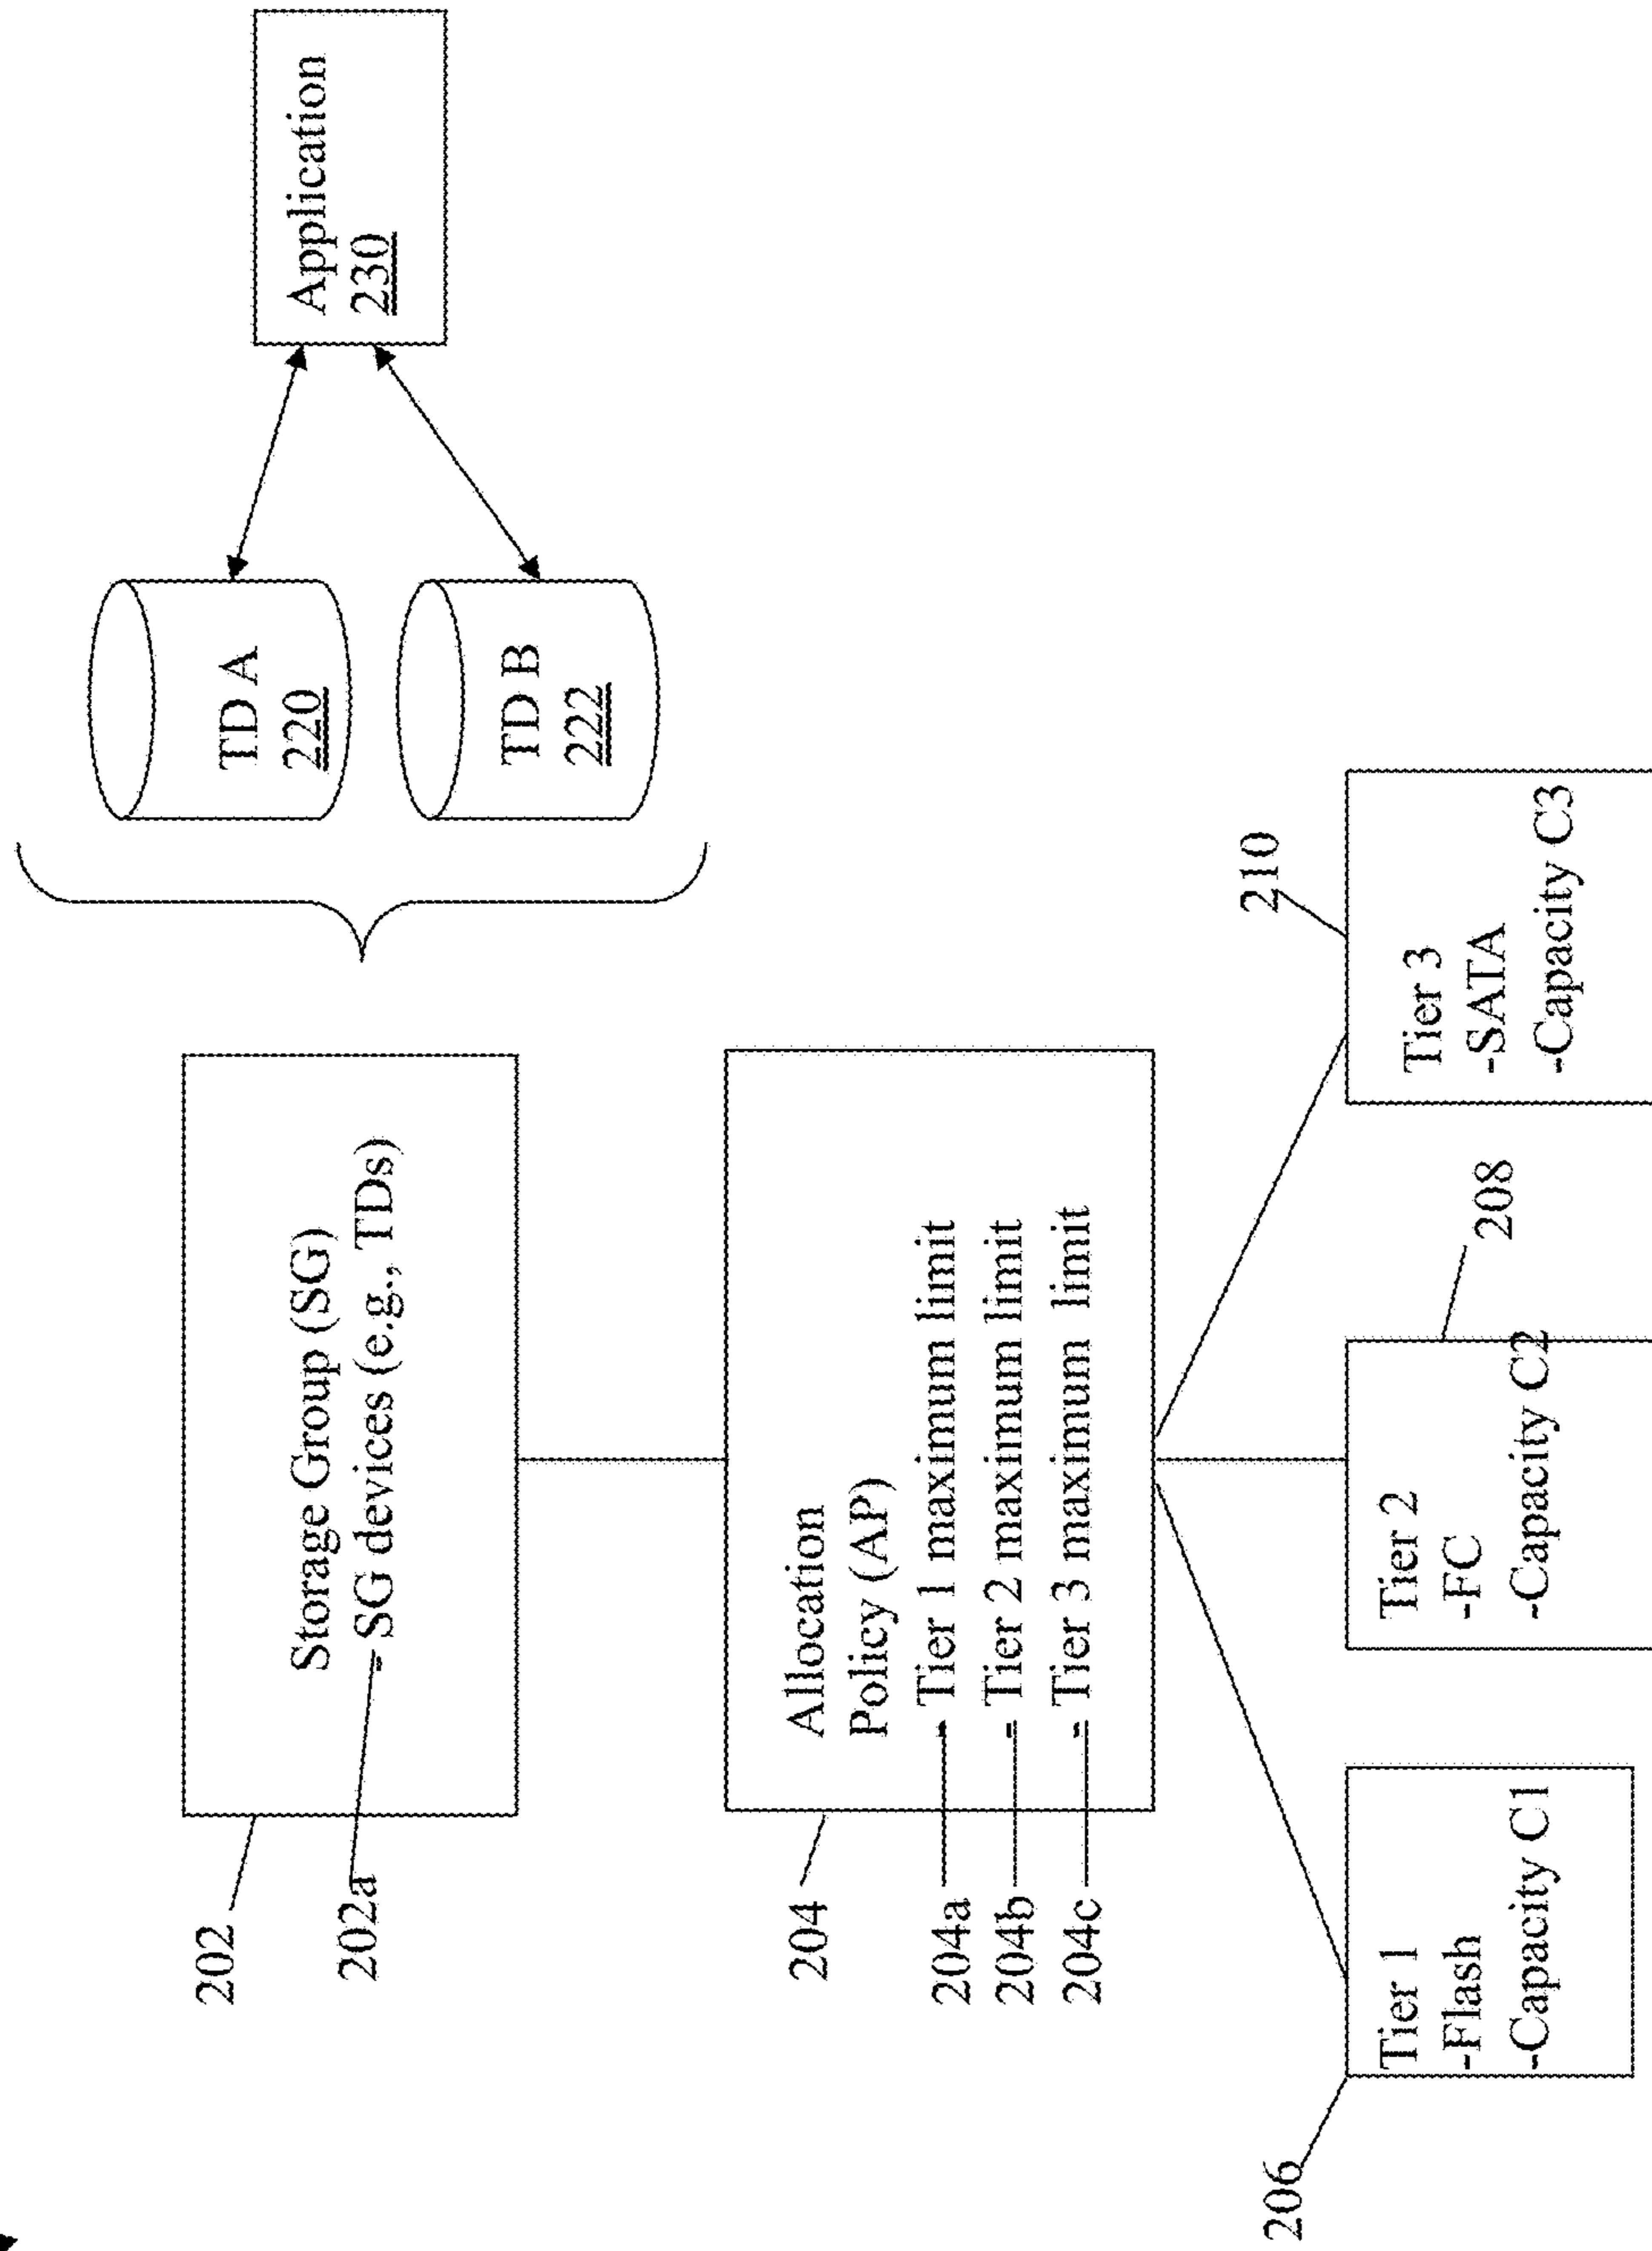 202
Storage Group (SG)
202a
- SG devices (e.g., TDs)
TD A
220
TD B
222
Application
230
204
Allocation
Policy (AP)
204a
- Tier 1 maximum limit
204b
- Tier 2 maximum limit
204c
- Tier 3 maximum limit
206
Tier 1
-Flash
-Capacity C1
208
Tier 2
-FC
-Capacity C2
210
Tier 3
-SATA
-Capacity C3